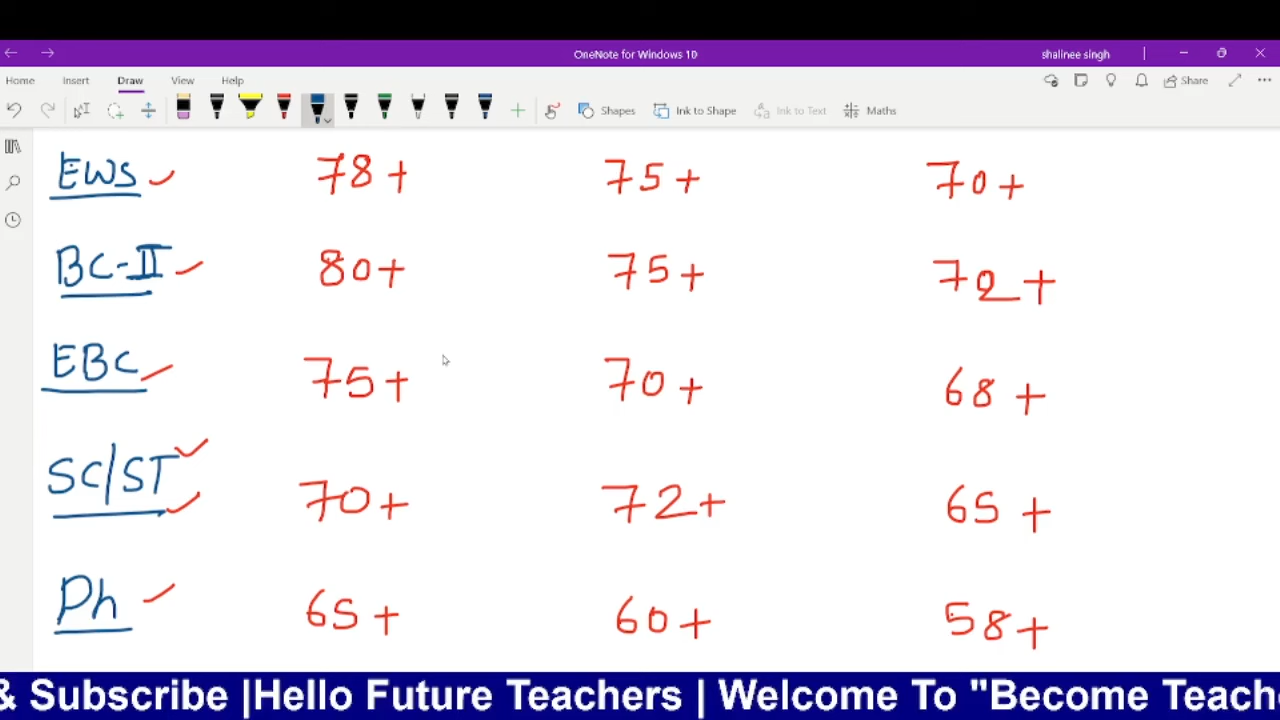 OneNote for Windows 10
shalinee singh
Home Insert Draw View Help
Share
Shapes Ink to Shape Ink to Text Maths
EWS 78+ 75+ 70+
BC-II 80+ 75+ 72+
EBC 75+ 70+ 68+
SC/ST 70+ 72+ 65+
Ph 65+ 60+ 58+
& Subscribe |Hello Future Teachers | Welcome To "Become Teach